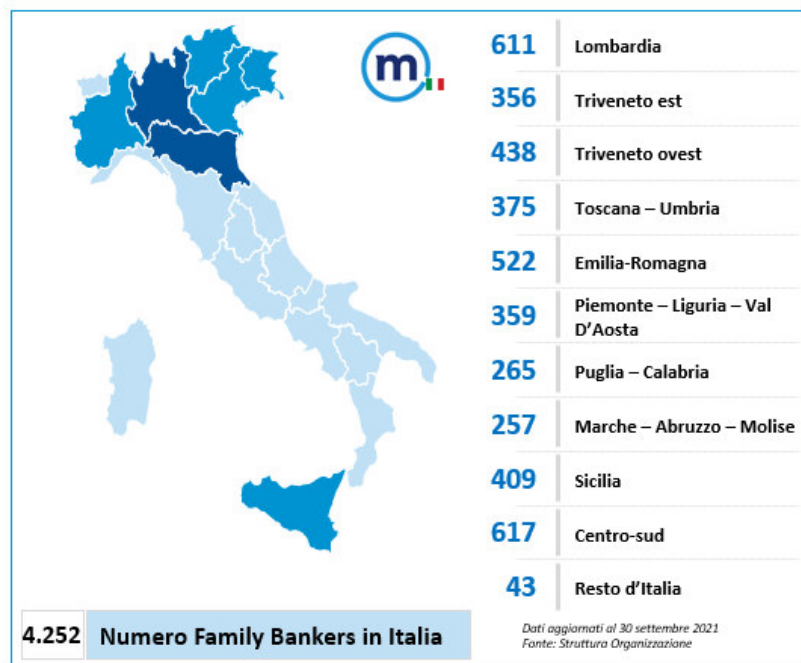 m
611 Lombardia
356 Triveneto est
438 Triveneto ovest
375 Toscana – Umbria
522 Emilia-Romagna
359 Piemonte – Liguria – Val
D'Aosta
265 Puglia – Calabria
257 Marche – Abruzzo – Molise
409 Sicilia
617 Centro-sud
43 Resto d'Italia
4.252 Numero Family Bankers in Italia
Dati aggiornati al 30 settembre 2021
Fonte: Struttura Organizzazione